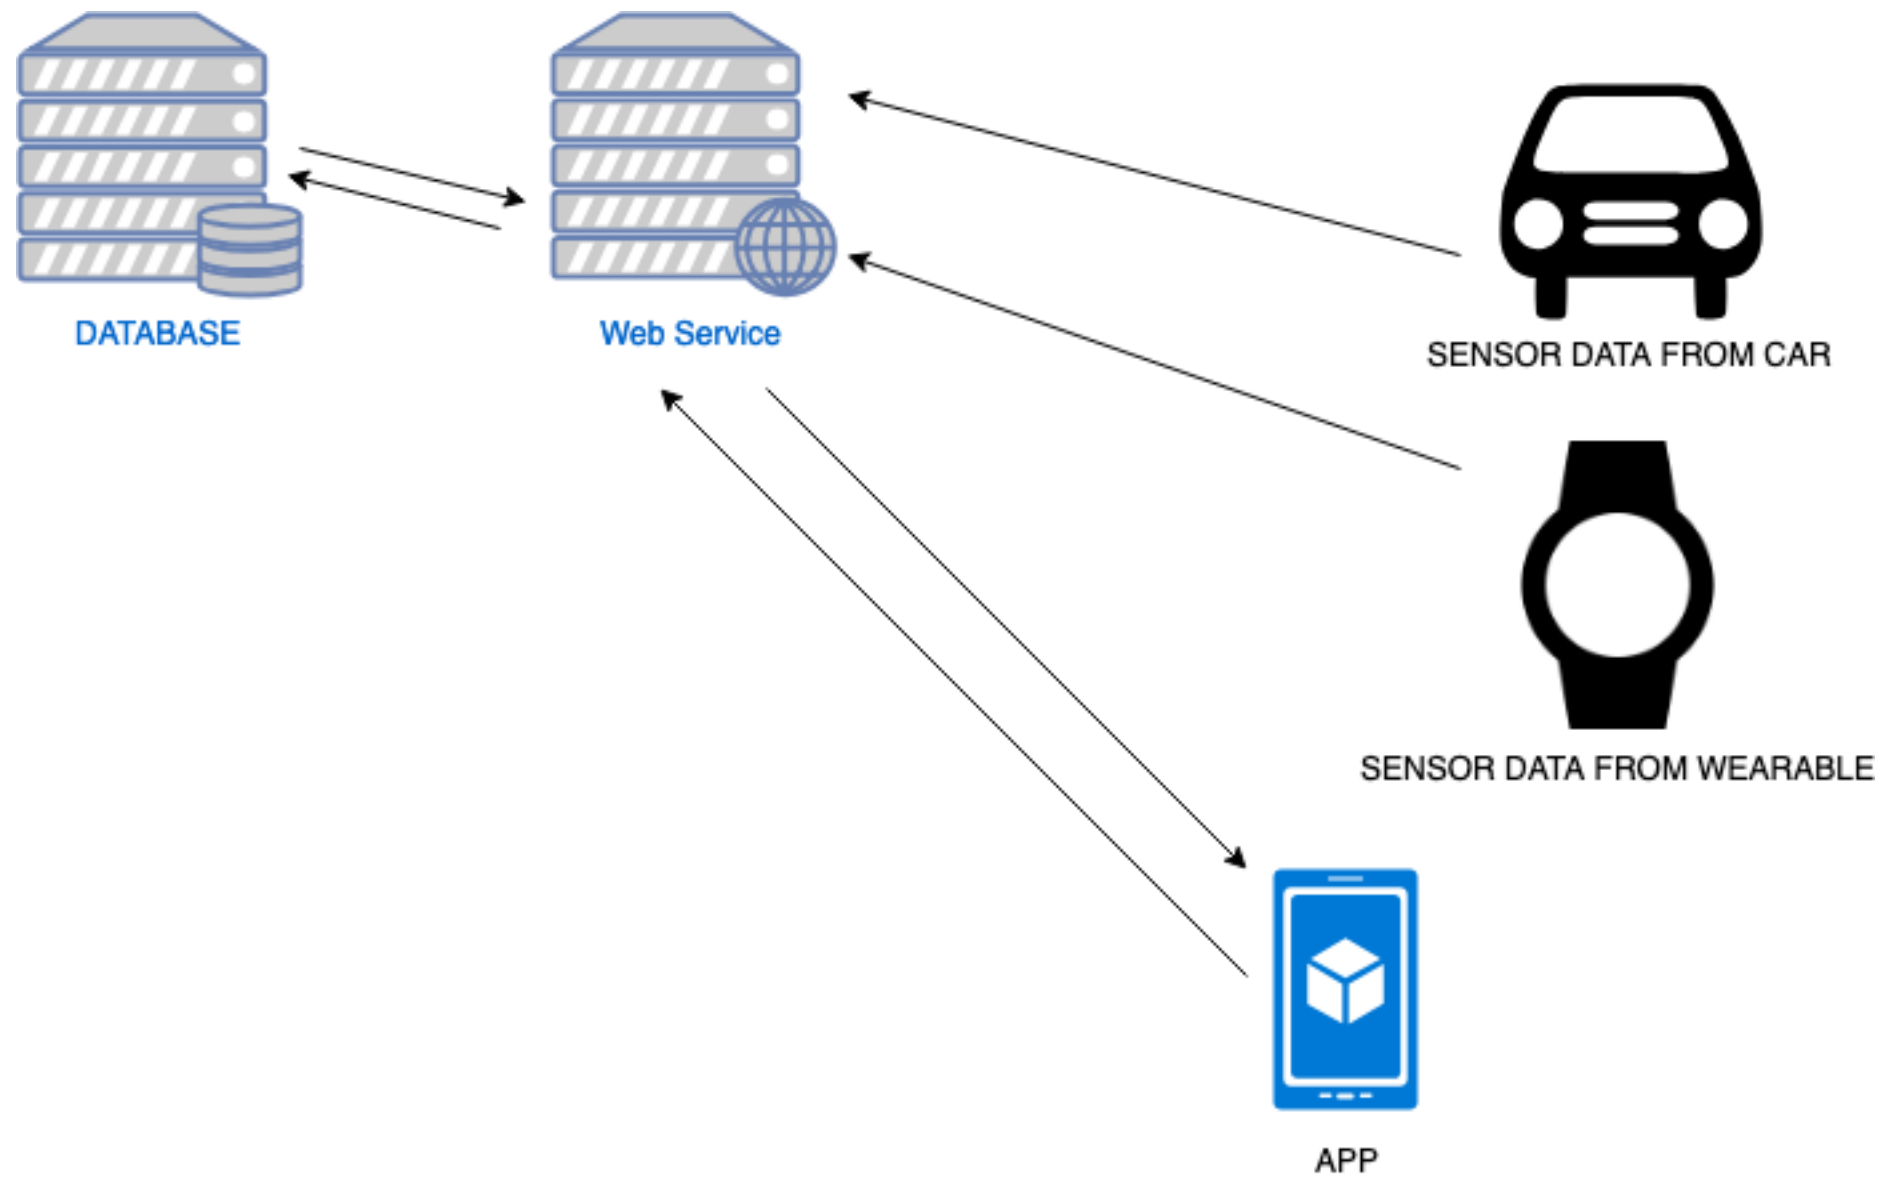 DATABASE
Web Service
SENSOR DATA FROM CAR
SENSOR DATA FROM WEARABLE
APP